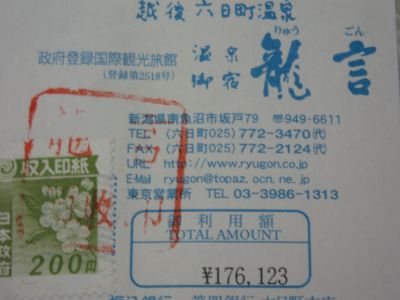 越後六日町温泉
政府登録国際観光旅館
(登録第2518号)
温泉御宿
りゅうごん
龍言
新潟県南魚沼市坂戸79 〒949-6611
TEL (六日町025) 772-3470(代)
FAX (六日町025) 772-2124(代)
URL http://www.ryugon.co.jp
E-Mail ryugon@topaz.ocn.ne.jp
東京営業所 TEL 03-3986-1313
収入印紙
日本政府
200円
御利用額
TOTAL AMOUNT
¥176,123